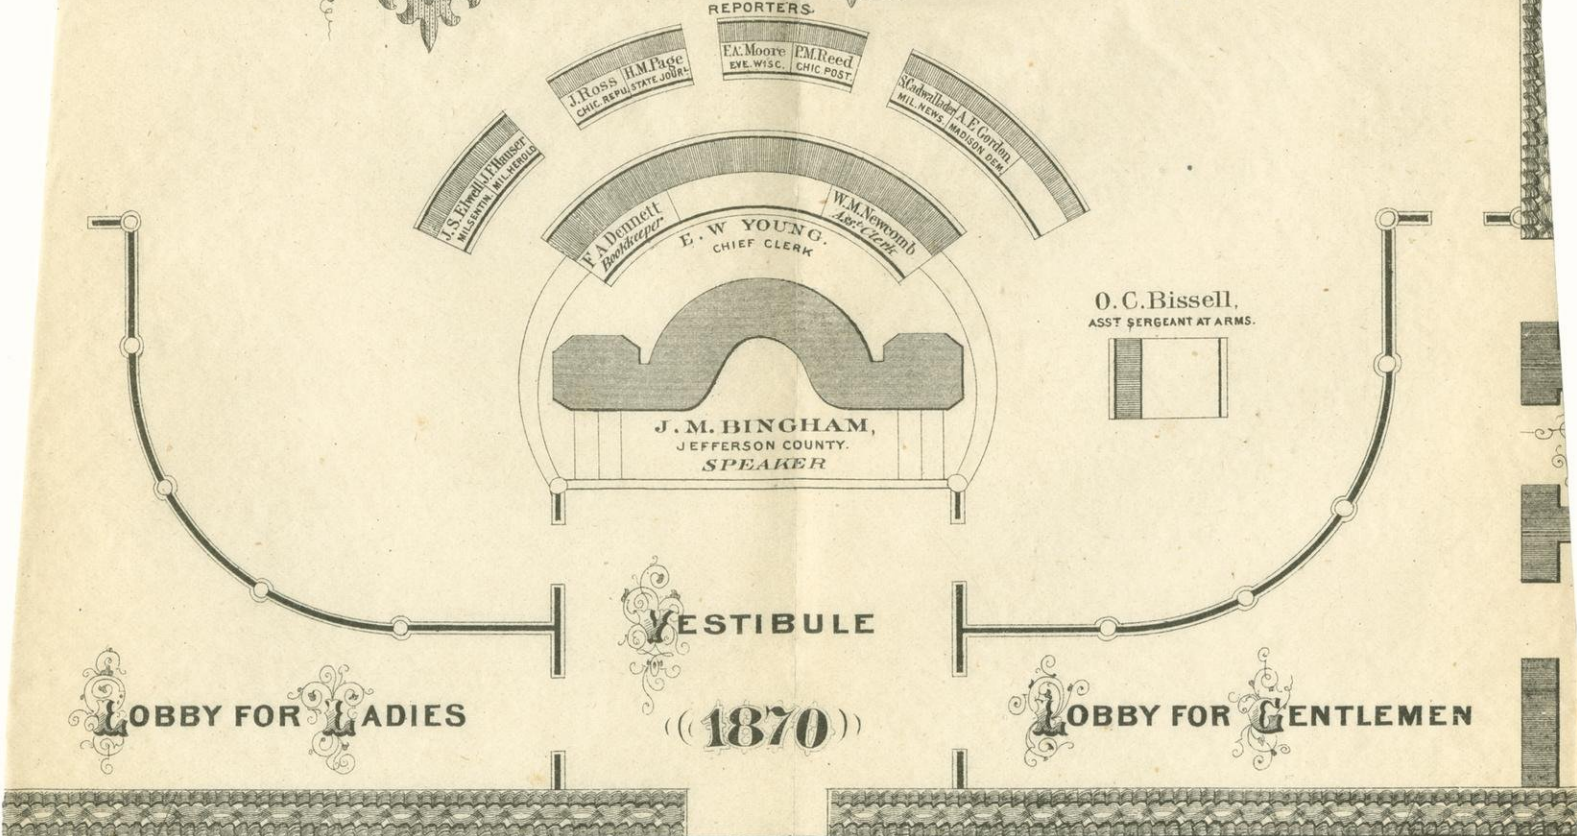 REPORTERS.
J. Ross
CHIC. REPU.
H.M. Page
STATE JOURL
F.A. Moore
EVE. WISC.
P.M. Reed
CHIC POST.
S. Cadwallader
MIL. NEWS.
A.E. Gordon
MADISON DEM.
J.S. Elwell
MIL. SENTIN.
J.F. Hauser
MIL. HEROLD
F A Dennett
Bookkeeper
E. W YOUNG.
CHIEF CLERK
W.M. Newcomb
Asst Clerk
O.C. Bissell,
ASST SERGEANT AT ARMS.
J. M. BINGHAM,
JEFFERSON COUNTY.
SPEAKER
VESTIBULE
LOBBY FOR LADIES
1870
LOBBY FOR GENTLEMEN